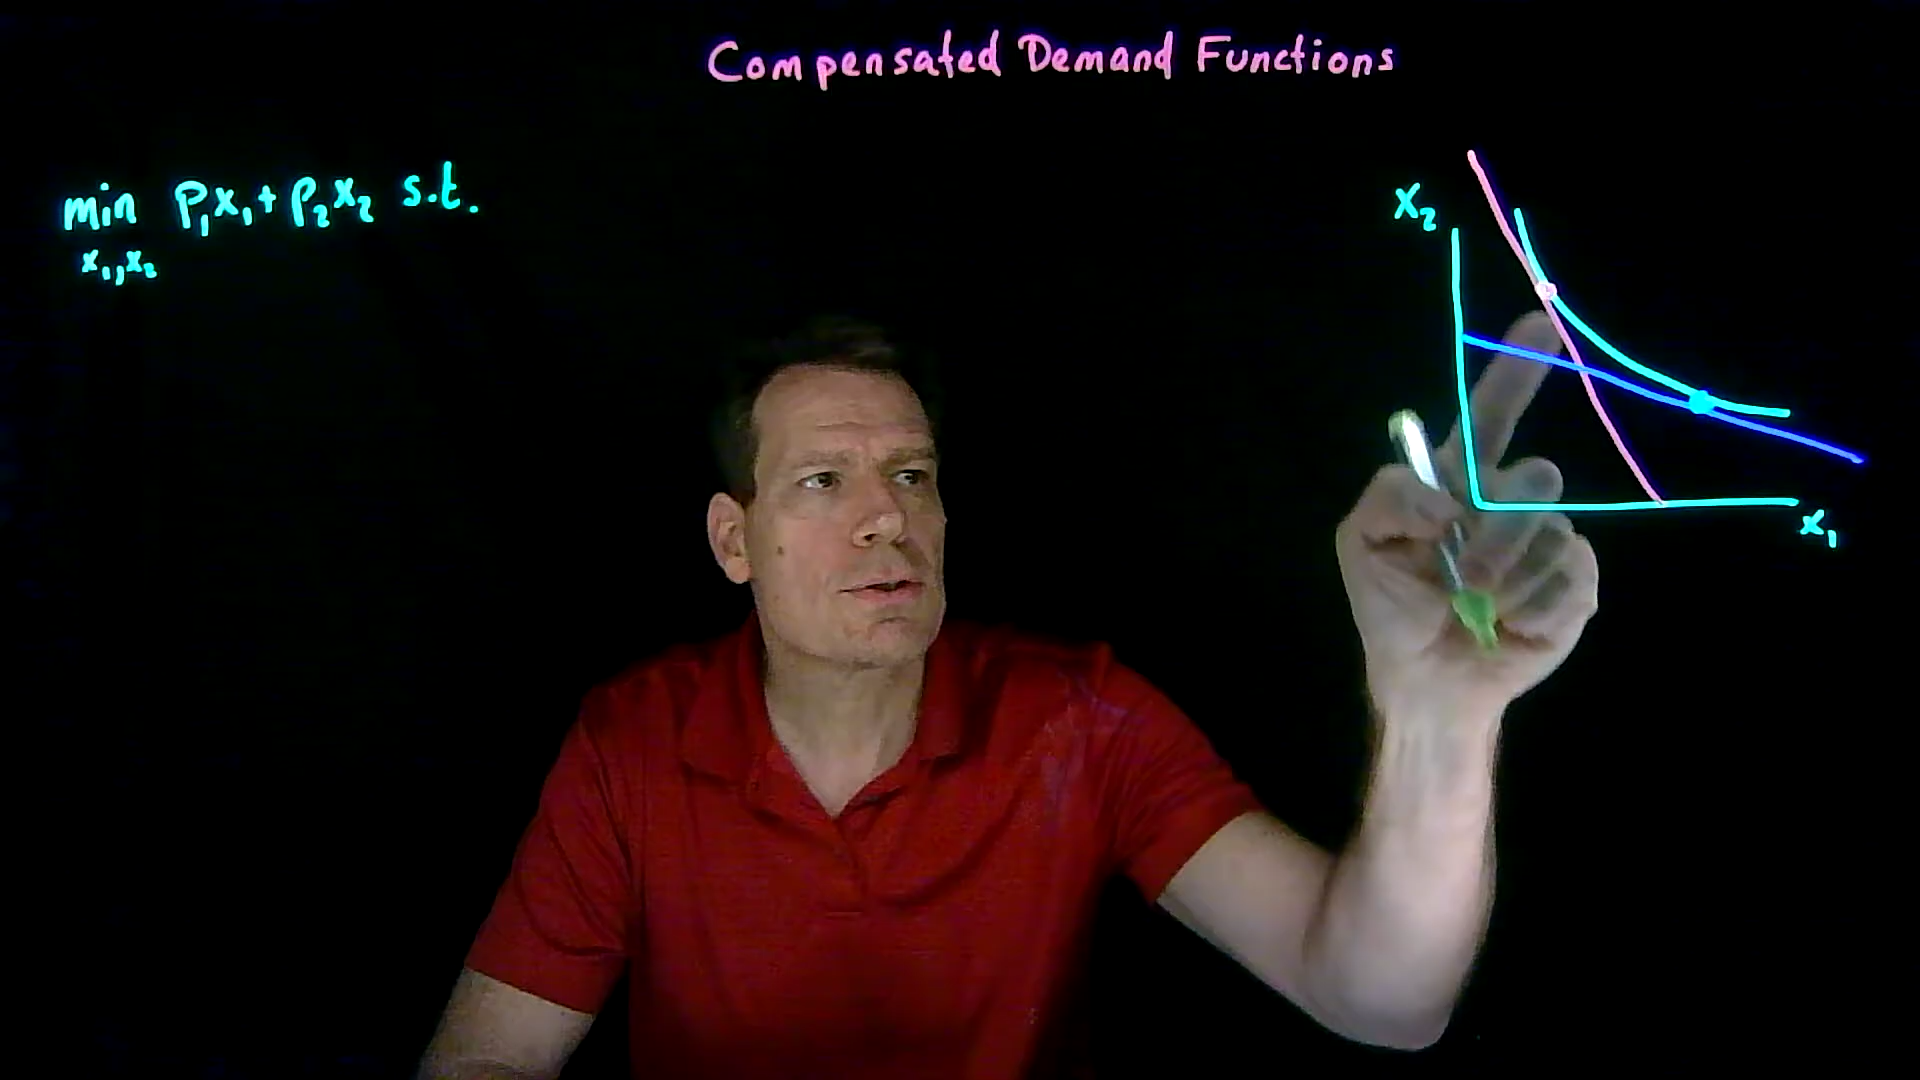 Compensated Demand Functions
min P₁x₁+P₂x₂ s.t.
x₁,x₂
x₂
x₁